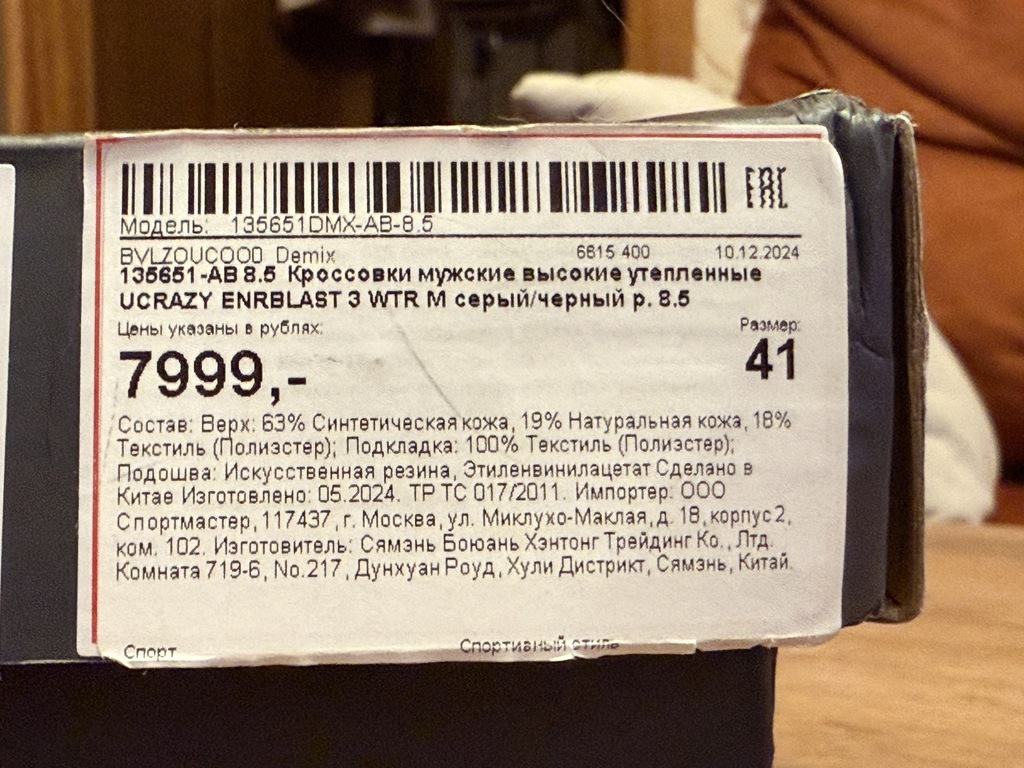 EAC
Модель: 135651DMX-AB-8.5
BVLZOUCOOD Demix 6615 400 10.12.2024
135651-AB 8.5 Кроссовки мужские высокие утепленные
UCRAZY ENRBLAST 3 WTR M серый/черный р. 8.5
Цены указаны в рублях: Размер:
7999,- 41
Состав: Верх: 63% Синтетическая кожа, 19% Натуральная кожа, 18%
Текстиль (Полиэстер); Подкладка: 100% Текстиль (Полиэстер);
Подошва: Искусственная резина, Этиленвинилацетат Сделано в
Китае Изготовлено: 05.2024. ТР ТС 017/2011. Импортер: ООО
Спортмастер, 117437, г. Москва, ул. Миклухо-Маклая, д. 18, корпус 2,
ком. 102. Изготовитель: Сямэнь Боюань Хэнтонг Трейдинг Ко., Лтд.
Комната 719-6, No.217, Дунхуан Роуд, Хули Дистрикт, Сямэнь, Китай.
Спорт Спортивный стиль